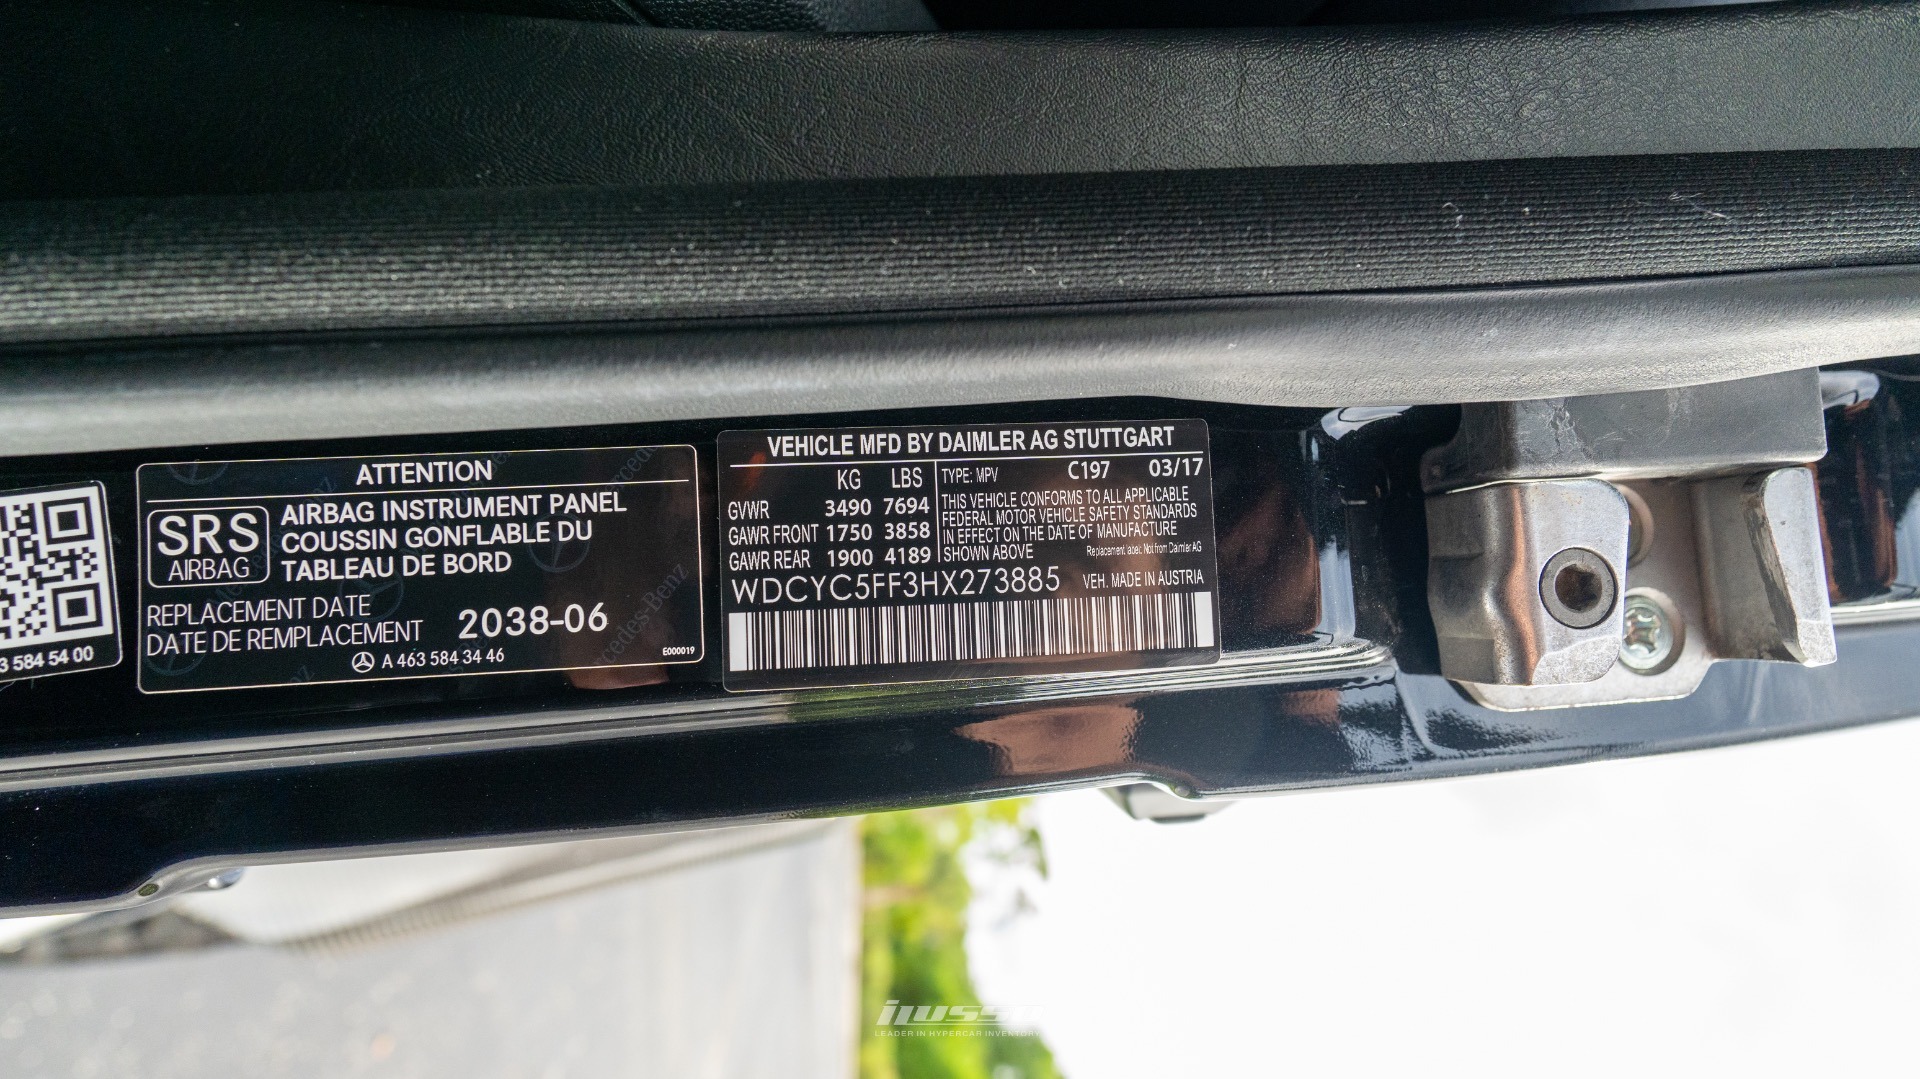 3 584 54 00
ATTENTION
SRS
AIRBAG
AIRBAG INSTRUMENT PANEL
COUSSIN GONFLABLE DU
TABLEAU DE BORD
REPLACEMENT DATE
DATE DE REMPLACEMENT
2038-06
A 463 584 34 46
E000019
Mercedes-Benz
VEHICLE MFD BY DAIMLER AG STUTTGART
KG LBS
GVWR 3490 7694
GAWR FRONT 1750 3858
GAWR REAR 1900 4189
TYPE: MPV C197 03/17
THIS VEHICLE CONFORMS TO ALL APPLICABLE
FEDERAL MOTOR VEHICLE SAFETY STANDARDS
IN EFFECT ON THE DATE OF MANUFACTURE
SHOWN ABOVE Replacement label: Not from Daimler AG
WDCYC5FF3HX273885 VEH. MADE IN AUSTRIA
LEADER IN HYPERCAR INVENTORY